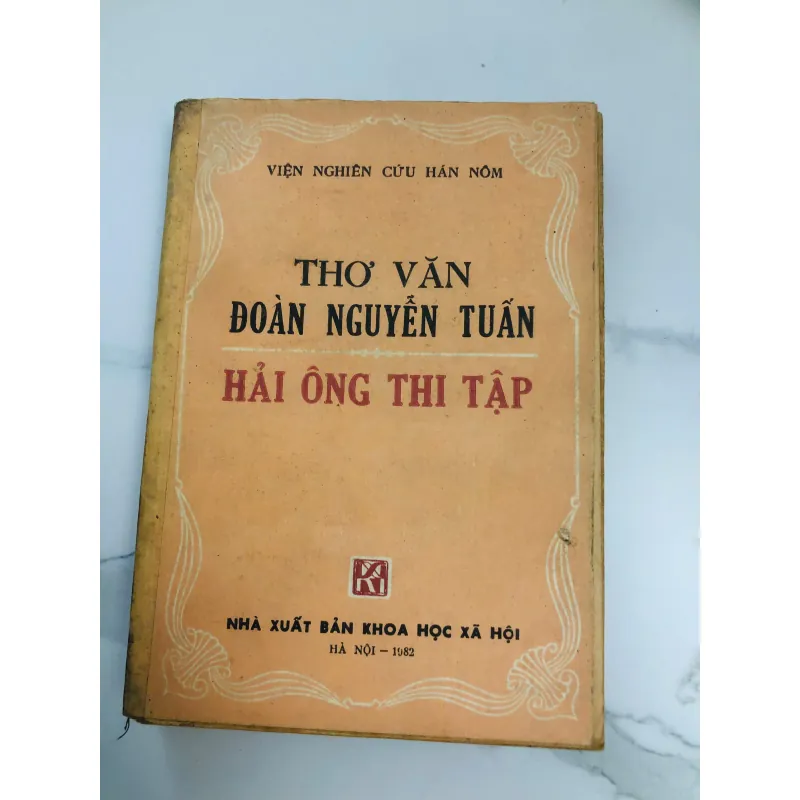 VIỆN NGHIÊN CỨU HÁN NÔM
THƠ VĂN
ĐOÀN NGUYỄN TUẤN
HẢI ÔNG THI TẬP
NHÀ XUẤT BẢN KHOA HỌC XÃ HỘI
HÀ NỘI – 1982